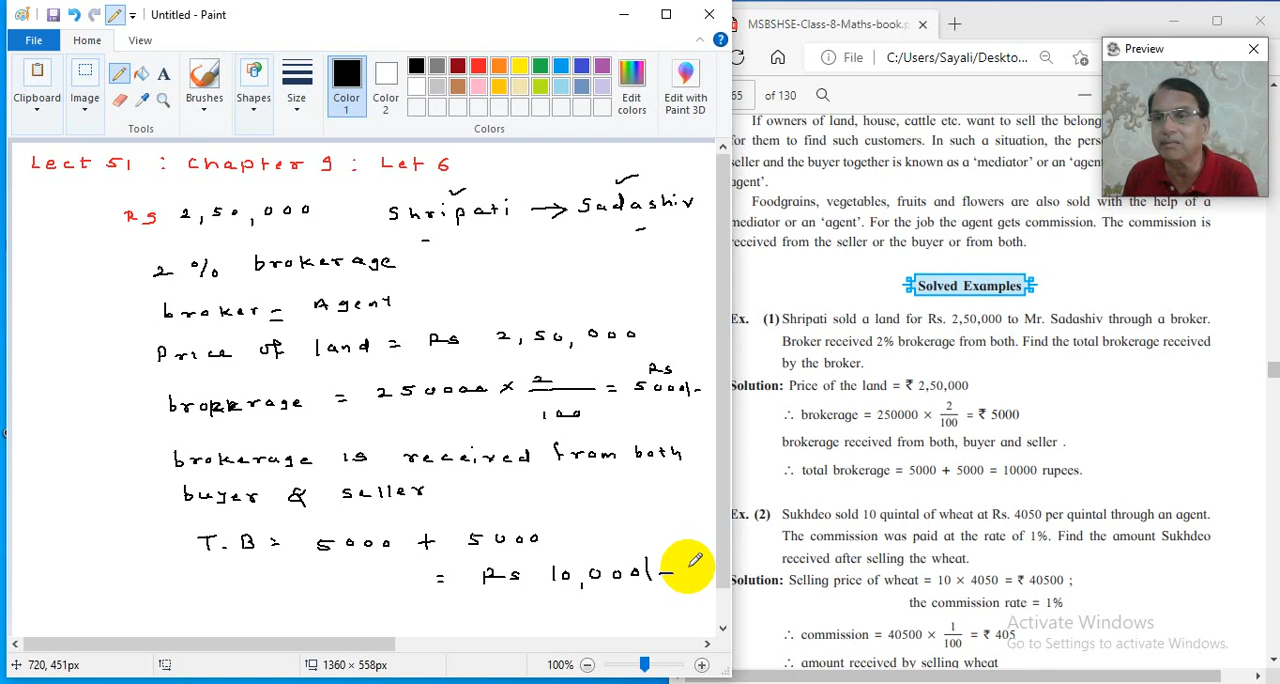 Untitled - Paint
File
Home
View
Clipboard
Image
Tools
Brushes
Shapes
Size
Color 1
Color 2
Edit colors
Edit with Paint 3D
Colors
Lect 51 : Chapter 9 : Let 6
Rs 2,50,000 Shripati → Sadashiv
2 % brokerage
broker = Agent
Price of land = Rs 2,50,000
brokerage = 250000 × 2/100 = Rs 5000/-
brokerage is received from both
buyer & seller
T.B = 5000 + 5000
= Rs 10,000/-
720, 451px
1360 × 558px
100%
MSBSHSE-Class-8-Maths-book.p
File
C:/Users/Sayali/Deskto...
of 130
Preview
If owners of land, house, cattle etc. want to sell the belong
for them to find such customers. In such a situation, the pers
seller and the buyer together is known as a 'mediator' or an 'agen
agent'.
Foodgrains, vegetables, fruits and flowers are also sold with the help of a
mediator or an 'agent'. For the job the agent gets commission. The commission is
received from the seller or the buyer or from both.
Solved Examples
Ex. (1) Shripati sold a land for Rs. 2,50,000 to Mr. Sadashiv through a broker.
Broker received 2% brokerage from both. Find the total brokerage received
by the broker.
Solution: Price of the land = ₹ 2,50,000
∴ brokerage = 250000 × 2/100 = ₹ 5000
brokerage received from both, buyer and seller .
∴ total brokerage = 5000 + 5000 = 10000 rupees.
Ex. (2) Sukhdeo sold 10 quintal of wheat at Rs. 4050 per quintal through an agent.
The commission was paid at the rate of 1%. Find the amount Sukhdeo
received after selling the wheat.
Solution: Selling price of wheat = 10 × 4050 = ₹ 40500 ;
the commission rate = 1%
∴ commission = 40500 × 1/100 = ₹ 405
∴ amount received by selling wheat
Activate Windows
Go to Settings to activate Windows.